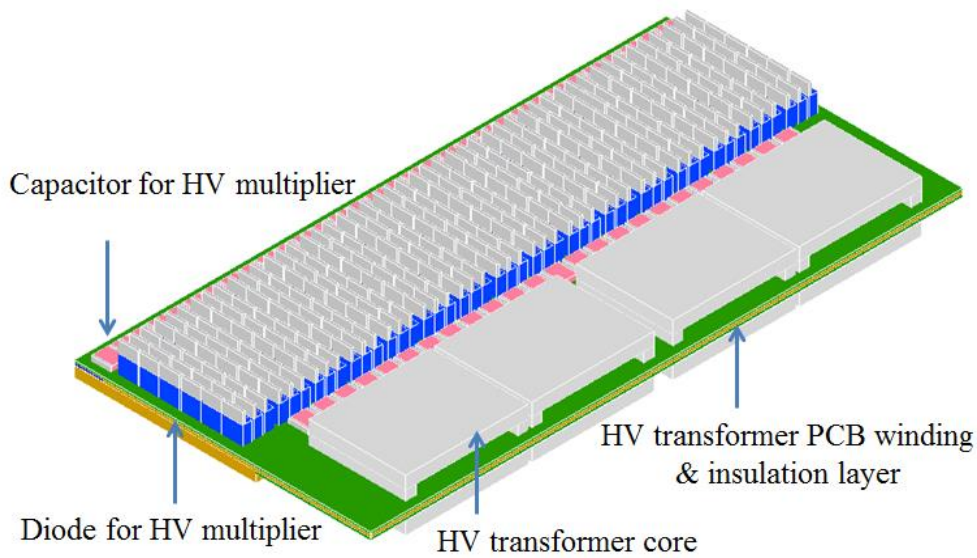 Capacitor for HV multiplier
HV transformer PCB winding
& insulation layer
Diode for HV multiplier
HV transformer core